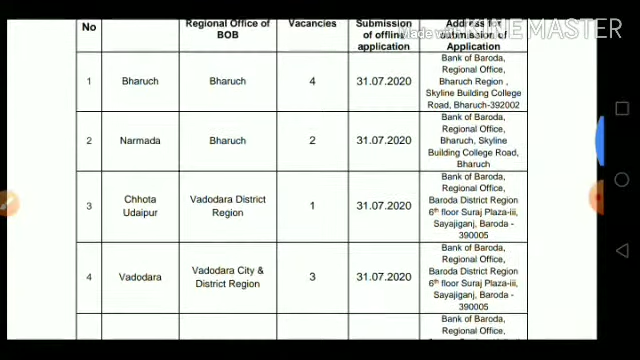 No
Regional Office of
BOB
Vacancies
Submission
of offline
application
Address for
submission of
Application
KINEMASTER
1
Bharuch
Bharuch
4
31.07.2020
Bank of Baroda,
Regional Office,
Bharuch Region ,
Skyline Building College
Road, Bharuch-392002
2
Narmada
Bharuch
2
31.07.2020
Bank of Baroda,
Regional Office,
Bharuch, Skyline
Building College Road,
Bharuch
3
Chhota
Udaipur
Vadodara District
Region
1
31.07.2020
Bank of Baroda,
Regional Office,
Baroda District Region
6th floor Suraj Plaza-iii,
Sayajiganj, Baroda -
390005
4
Vadodara
Vadodara City &
District Region
3
31.07.2020
Bank of Baroda,
Regional Office,
Baroda District Region
6th floor Suraj Plaza-iii,
Sayajiganj, Baroda -
390005
Bank of Baroda,
Regional Office,